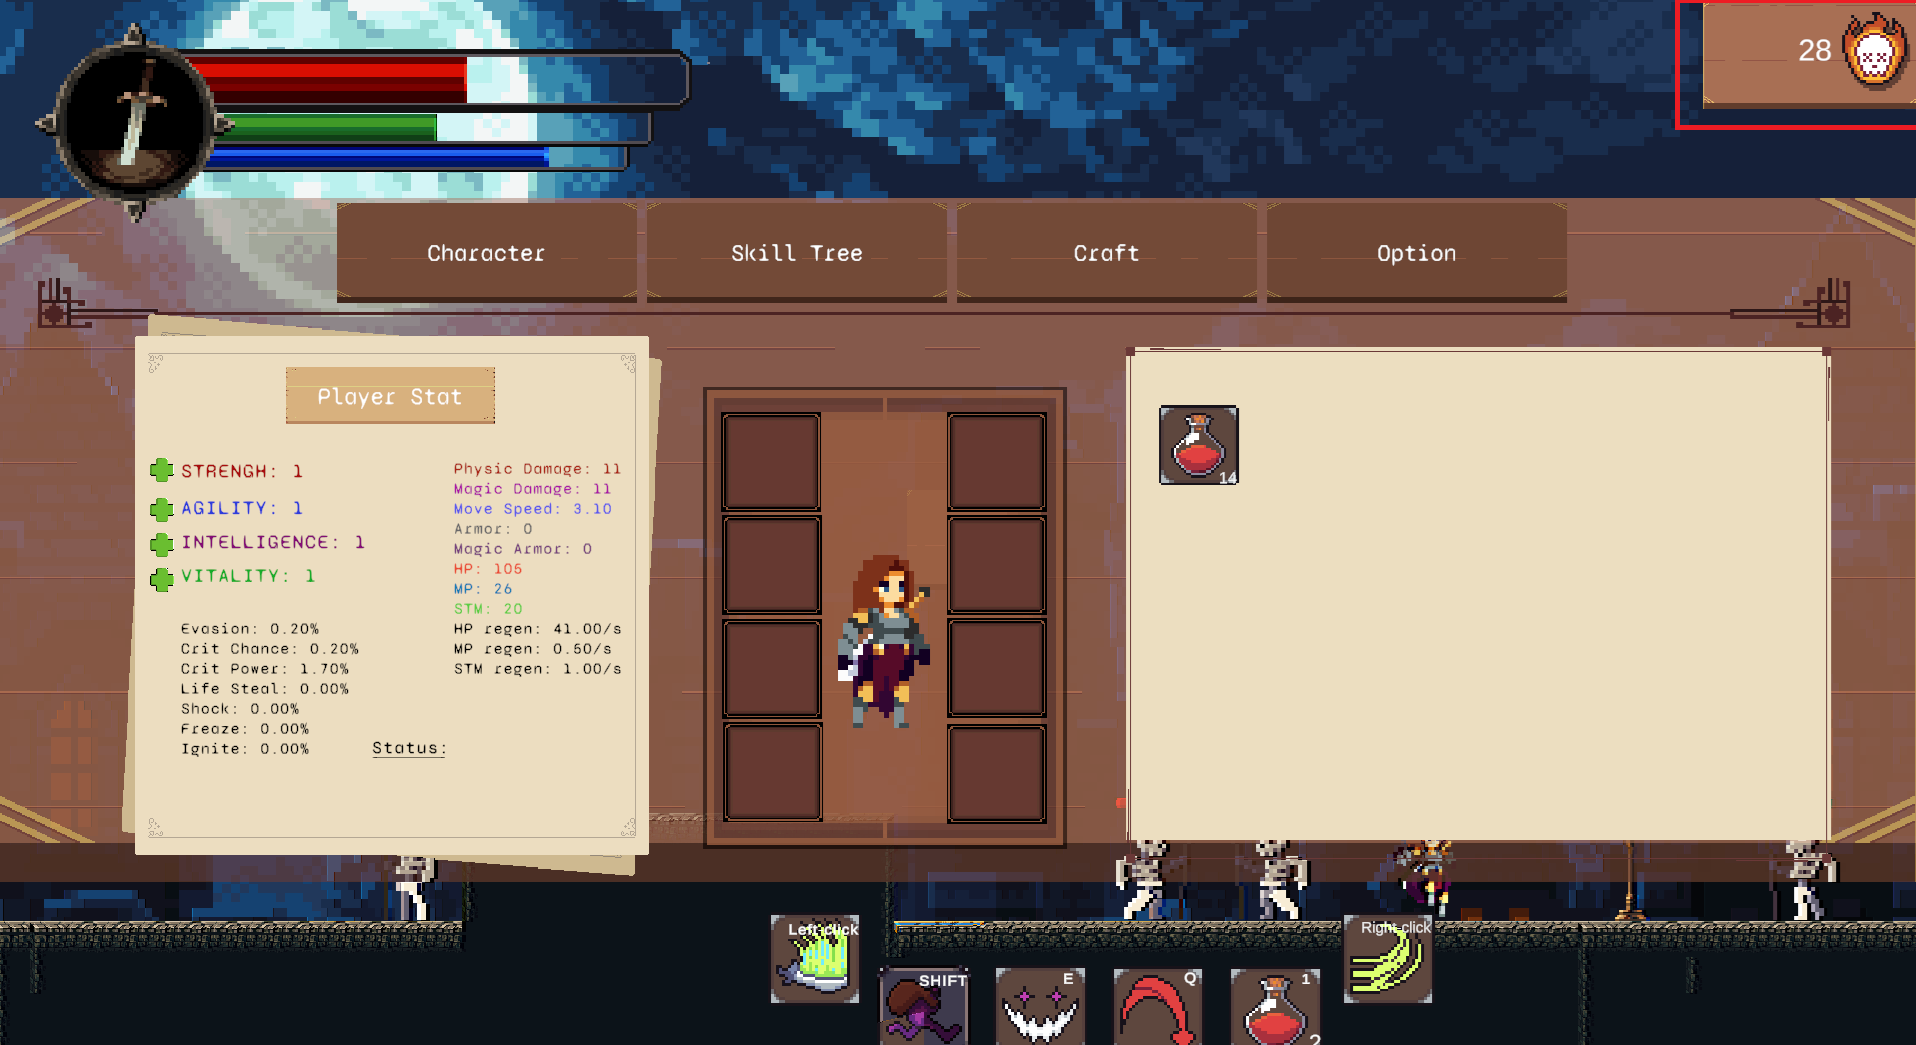 28
Character
Skill Tree
Craft
Option
Player Stat
STRENGH: 1
AGILITY: 1
INTELLIGENCE: 1
VITALITY: 1
Physic Damage: 11
Magic Damage: 11
Move Speed: 3.10
Armor: 0
Magic Armor: 0
HP: 105
MP: 26
STM: 20
HP regen: 41.00/s
MP regen: 0.50/s
STM regen: 1.00/s
Evasion: 0.20%
Crit Chance: 0.20%
Crit Power: 1.70%
Life Steal: 0.00%
Shock: 0.00%
Freaze: 0.00%
Ignite: 0.00%
Status:
14
Left-click
SHIFT
E
Q
1
2
Right-click